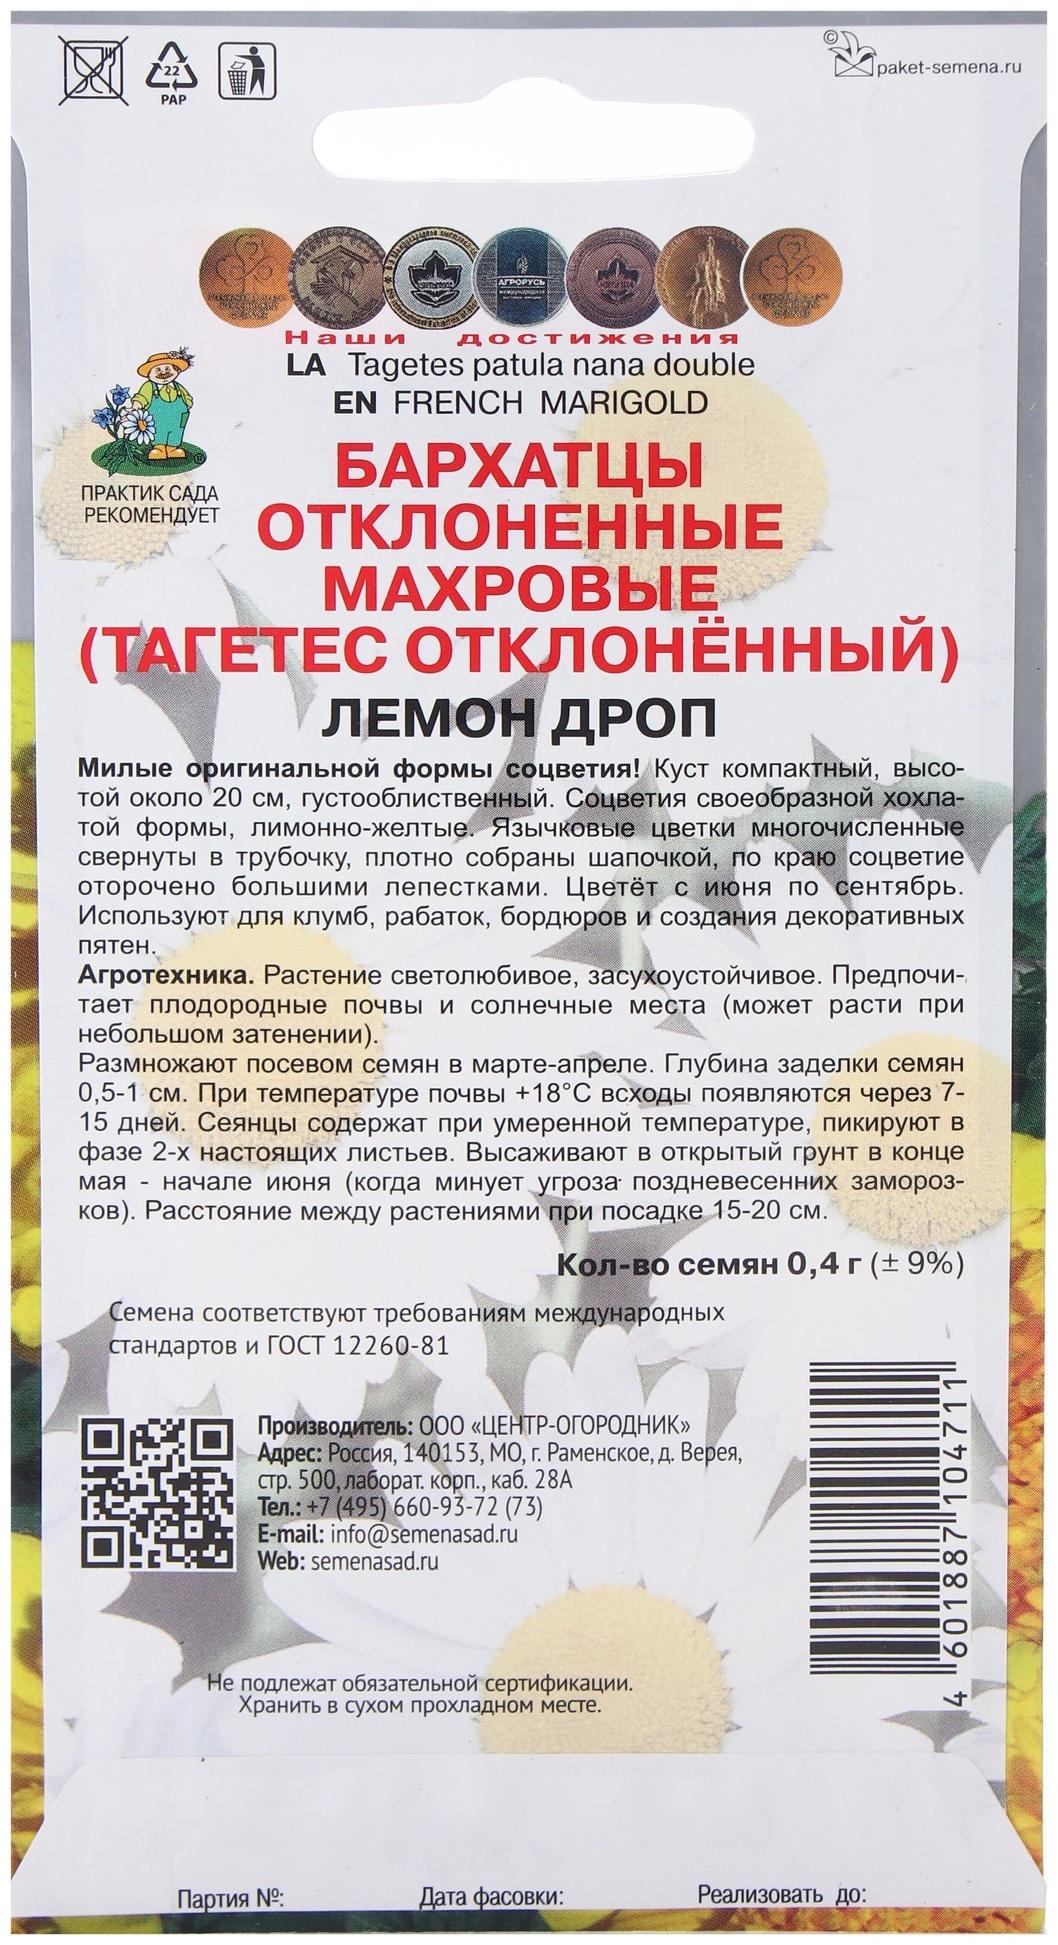 22
PAP
© paket-semena.ru
АГРОРУСЬ
Наши достижения
LA Tagetes patula nana double
EN FRENCH MARIGOLD
ПРАКТИК САДА
РЕКОМЕНДУЕТ
®
БАРХАТЦЫ
ОТКЛОНЕННЫЕ
МАХРОВЫЕ
(ТАГЕТЕС ОТКЛОНЁННЫЙ)
ЛЕМОН ДРОП
Милые оригинальной формы соцветия! Куст компактный, высо-
той около 20 см, густооблиственный. Соцветия своеобразной хохла-
той формы, лимонно-желтые. Язычковые цветки многочисленные
свернуты в трубочку, плотно собраны шапочкой, по краю соцветие
оторочено большими лепестками. Цветёт с июня по сентябрь.
Используют для клумб, рабаток, бордюров и создания декоративных
пятен.
Агротехника. Растение светолюбивое, засухоустойчивое. Предпочи-
тает плодородные почвы и солнечные места (может расти при
небольшом затенении).
Размножают посевом семян в марте-апреле. Глубина заделки семян
0,5-1 см. При температуре почвы +18°С всходы появляются через 7-
15 дней. Сеянцы содержат при умеренной температуре, пикируют в
фазе 2-х настоящих листьев. Высаживают в открытый грунт в конце
мая - начале июня (когда минует угроза поздневесенних замороз-
ков). Расстояние между растениями при посадке 15-20 см.
Кол-во семян 0,4 г (± 9%)
Семена соответствуют требованиям международных
стандартов и ГОСТ 12260-81
Производитель: ООО «ЦЕНТР-ОГОРОДНИК»
Адрес: Россия, 140153, МО, г. Раменское, д. Верея,
стр. 500, лаборат. корп., каб. 28А
Тел.: +7 (495) 660-93-72 (73)
E-mail: info@semenasad.ru
Web: semenasad.ru
4 601887 104711
Не подлежат обязательной сертификации.
Хранить в сухом прохладном месте.
Партия №: Дата фасовки: Реализовать до: